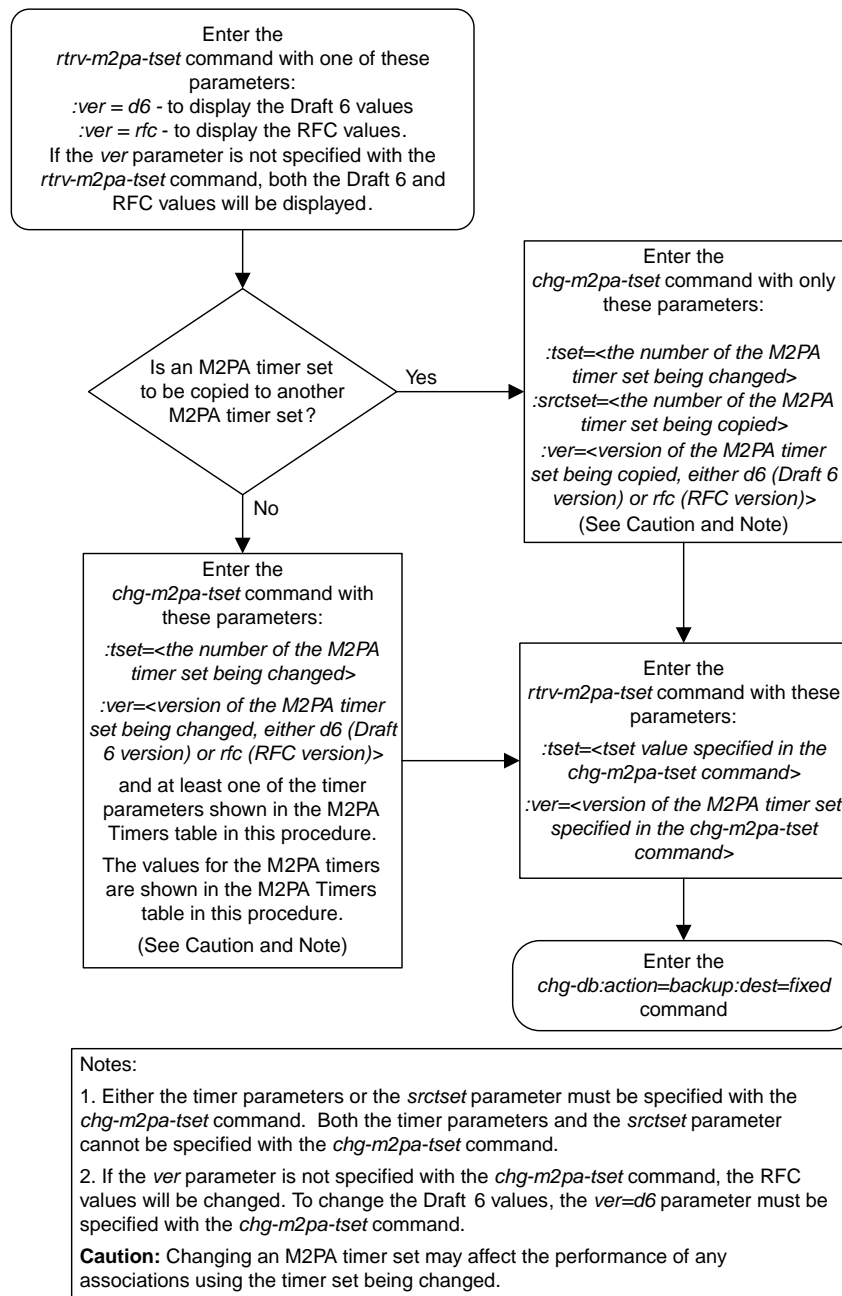 Enter the
rtrv-m2pa-tset command with one of these
parameters:
:ver = d6 - to display the Draft 6 values
:ver = rfc - to display the RFC values.
If the ver parameter is not specified with the
rtrv-m2pa-tset command, both the Draft 6 and
RFC values will be displayed.
Is an M2PA timer set
to be copied to another
M2PA timer set?
Yes
No
Enter the
chg-m2pa-tset command with only
these parameters:
:tset=<the number of the M2PA
timer set being changed>
:srctset=<the number of the M2PA
timer set being copied>
:ver=<version of the M2PA timer
set being copied, either d6 (Draft 6
version) or rfc (RFC version)>
(See Caution and Note)
Enter the
chg-m2pa-tset command with
these parameters:
:tset=<the number of the M2PA
timer set being changed>
:ver=<version of the M2PA timer
set being changed, either d6 (Draft
6 version) or rfc (RFC version)>
and at least one of the timer
parameters shown in the M2PA
Timers table in this procedure.
The values for the M2PA timers
are shown in the M2PA Timers
table in this procedure.
(See Caution and Note)
Enter the
rtrv-m2pa-tset command with these
parameters:
:tset=<tset value specified in the
chg-m2pa-tset command>
:ver=<version of the M2PA timer set
specified in the chg-m2pa-tset
command>
Enter the
chg-db:action=backup:dest=fixed
command
Notes:
1. Either the timer parameters or the srctset parameter must be specified with the
chg-m2pa-tset command. Both the timer parameters and the srctset parameter
cannot be specified with the chg-m2pa-tset command.
2. If the ver parameter is not specified with the chg-m2pa-tset command, the RFC
values will be changed. To change the Draft 6 values, the ver=d6 parameter must be
specified with the chg-m2pa-tset command.
Caution: Changing an M2PA timer set may affect the performance of any
associations using the timer set being changed.